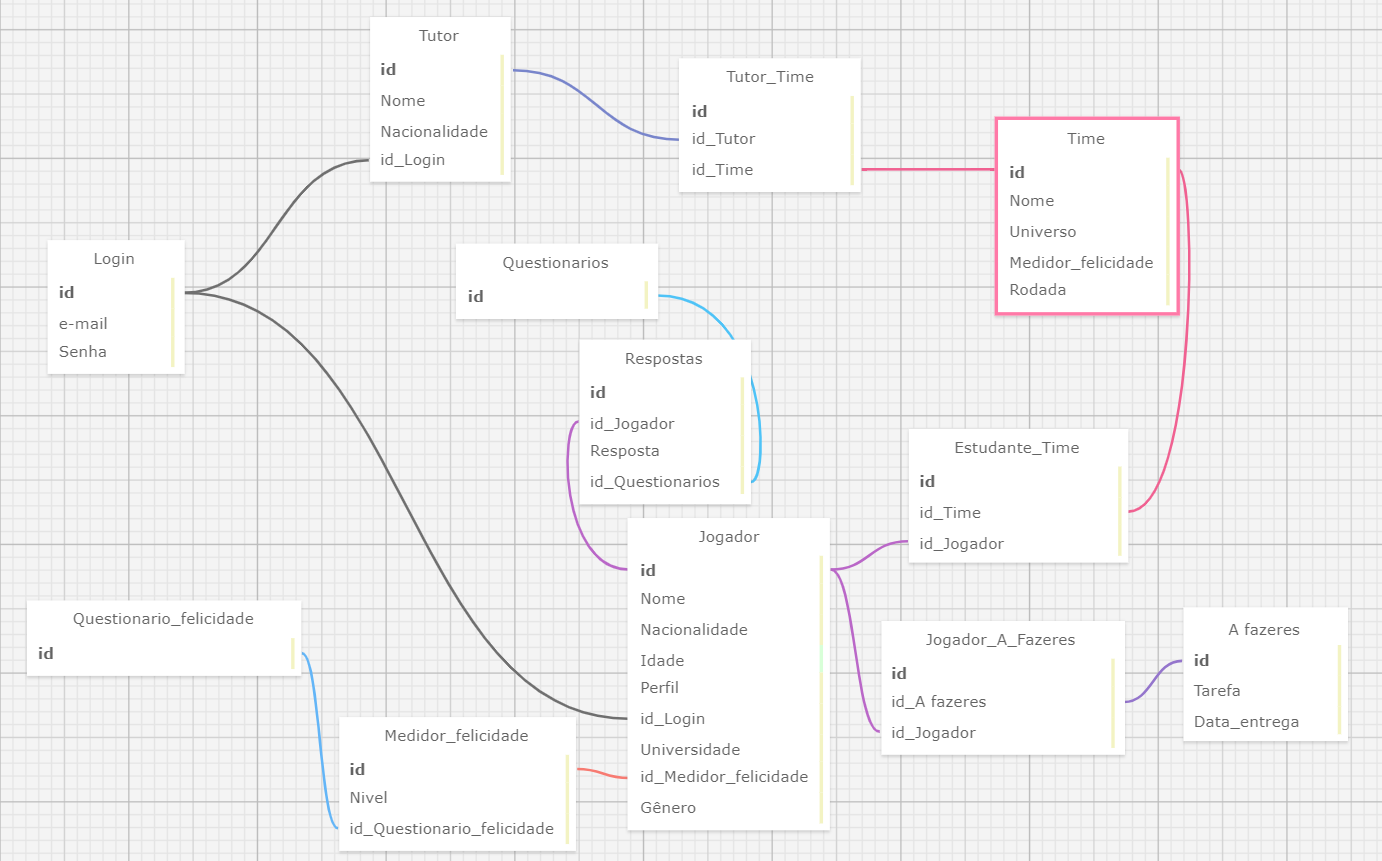 Tutor
id
Nome
Nacionalidade
id_Login
Tutor_Time
id
id_Tutor
id_Time
Time
id
Nome
Universo
Medidor_felicidade
Rodada
Login
id
e-mail
Senha
Questionarios
id
Respostas
id
id_Jogador
Resposta
id_Questionarios
Estudante_Time
id
id_Time
id_Jogador
Jogador
id
Nome
Nacionalidade
Idade
Perfil
id_Login
Universidade
id_Medidor_felicidade
Gênero
Questionario_felicidade
id
Medidor_felicidade
id
Nivel
id_Questionario_felicidade
Jogador_A_Fazeres
id
id_A fazeres
id_Jogador
A fazeres
id
Tarefa
Data_entrega